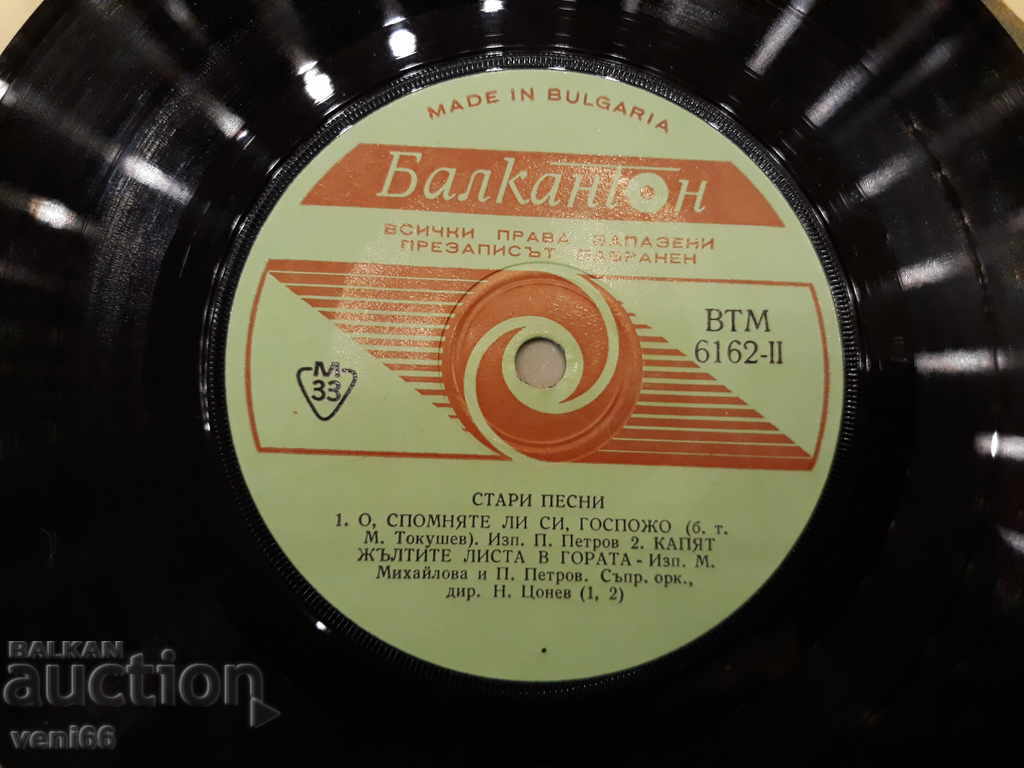 MADE IN BULGARIA
Балкантон
ВСИЧКИ ПРАВА ЗАПАЗЕНИ
ПРЕЗАПИСЪТ ЗАБРАНЕН
ВТМ
6162-II
М
33
СТАРИ ПЕСНИ
1. О, СПОМНЯТЕ ЛИ СИ, ГОСПОЖО (б. т.
М. Токушев). Изп. П. Петров 2. КАПЯТ
ЖЪЛТИТЕ ЛИСТА В ГОРАТА - Изп. М.
Михайлова и П. Петров. Съпр. орк.,
дир. Н. Цонев (1, 2)
BALKAN
auction
veni66